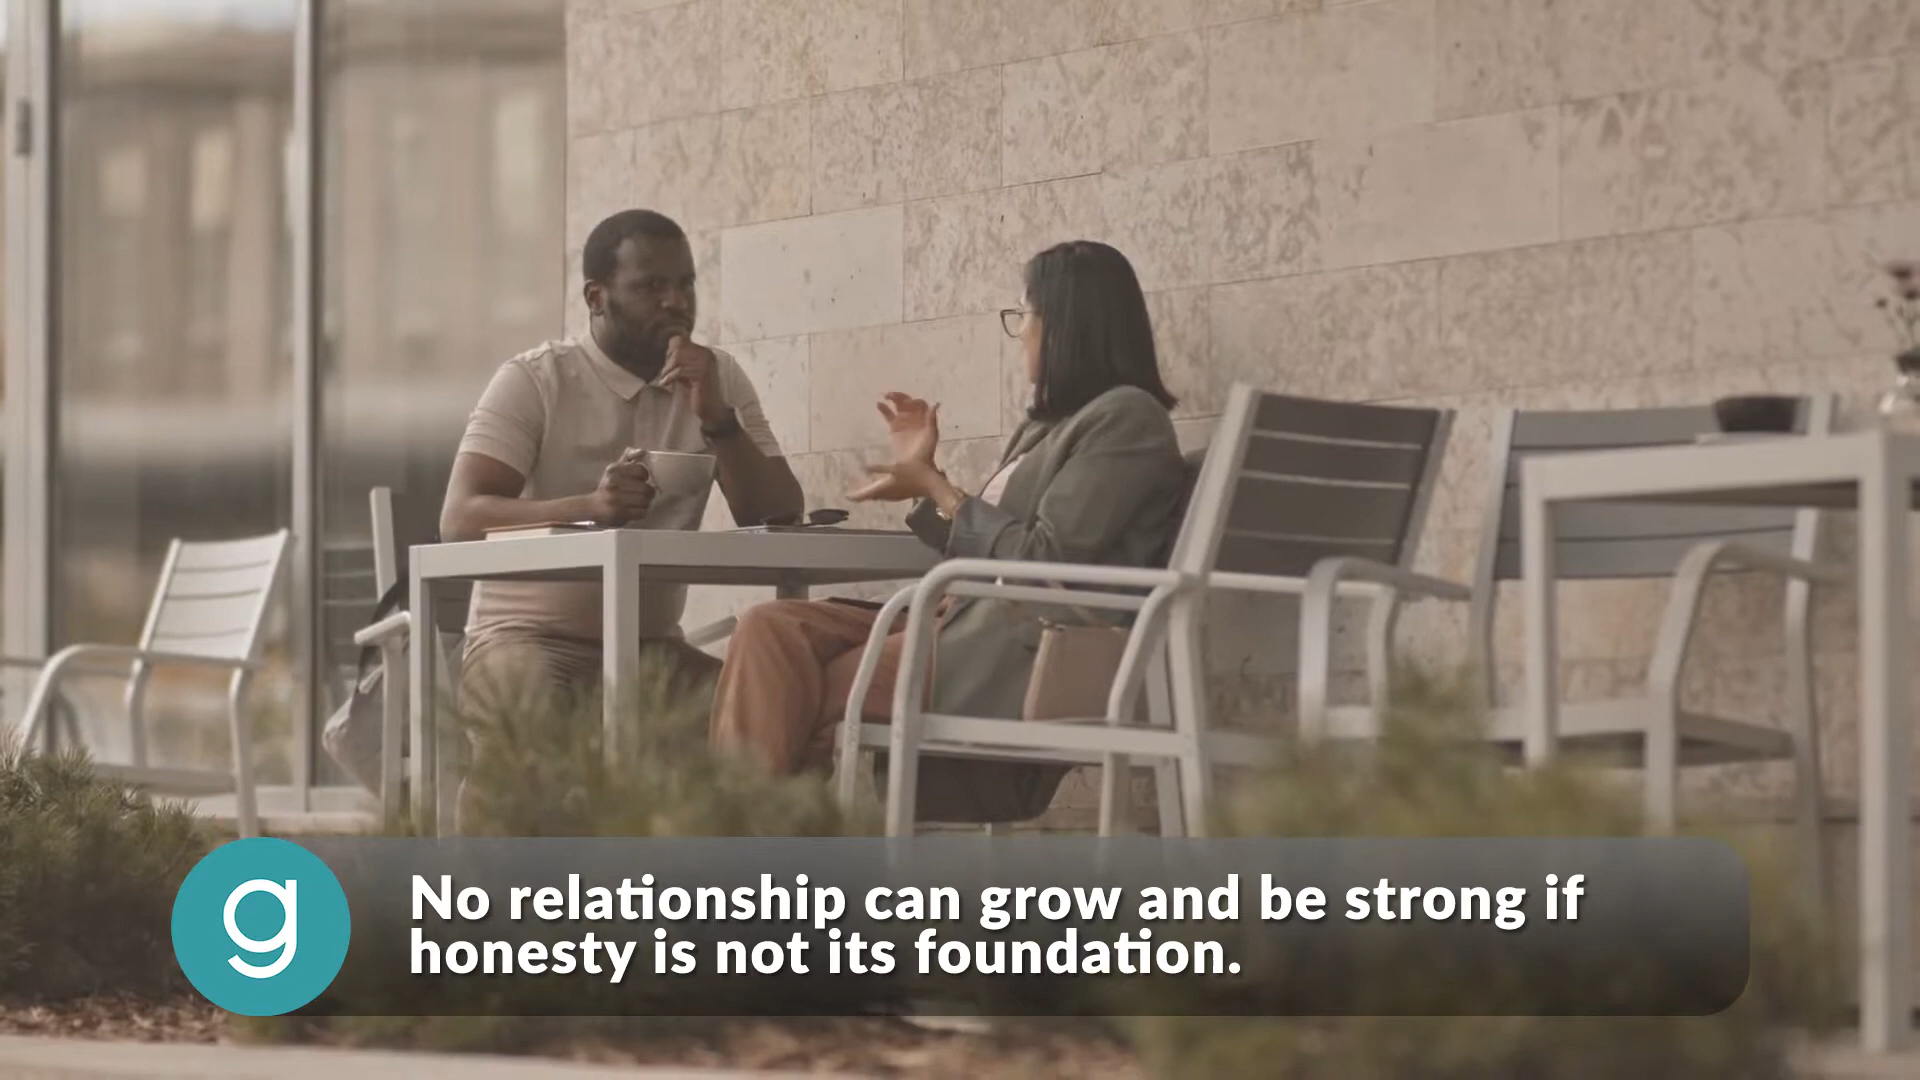 g
No relationship can grow and be strong if
honesty is not its foundation.